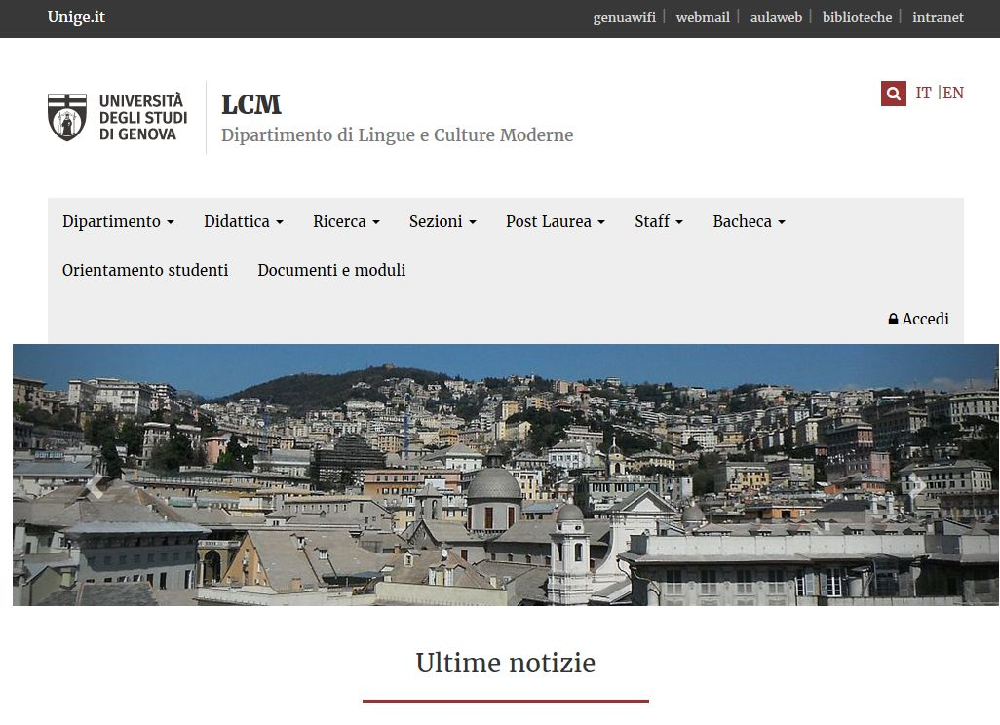 Unige.it genuawifi | webmail | aulaweb | biblioteche | intranet
UNIVERSITÀ
DEGLI STUDI
DI GENOVA
LCM
Dipartimento di Lingue e Culture Moderne
IT |EN
Dipartimento Didattica Ricerca Sezioni Post Laurea Staff Bacheca
Orientamento studenti Documenti e moduli
Accedi
Ultime notizie